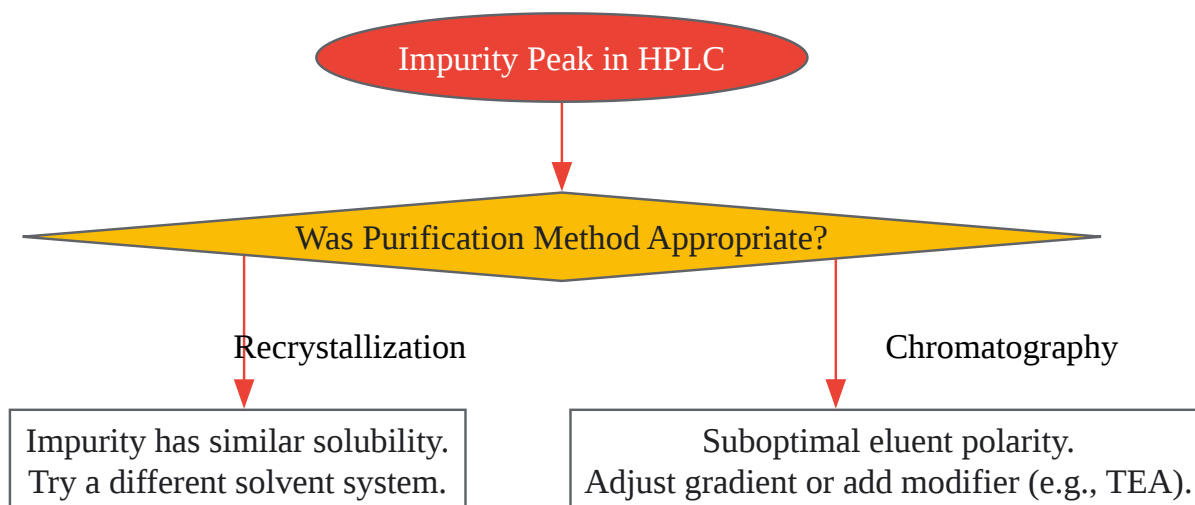 Impurity Peak in HPLC
Was Purification Method Appropriate?
Recrystallization
Chromatography
Impurity has similar solubility.
Try a different solvent system.
Suboptimal eluent polarity.
Adjust gradient or add modifier (e.g., TEA).